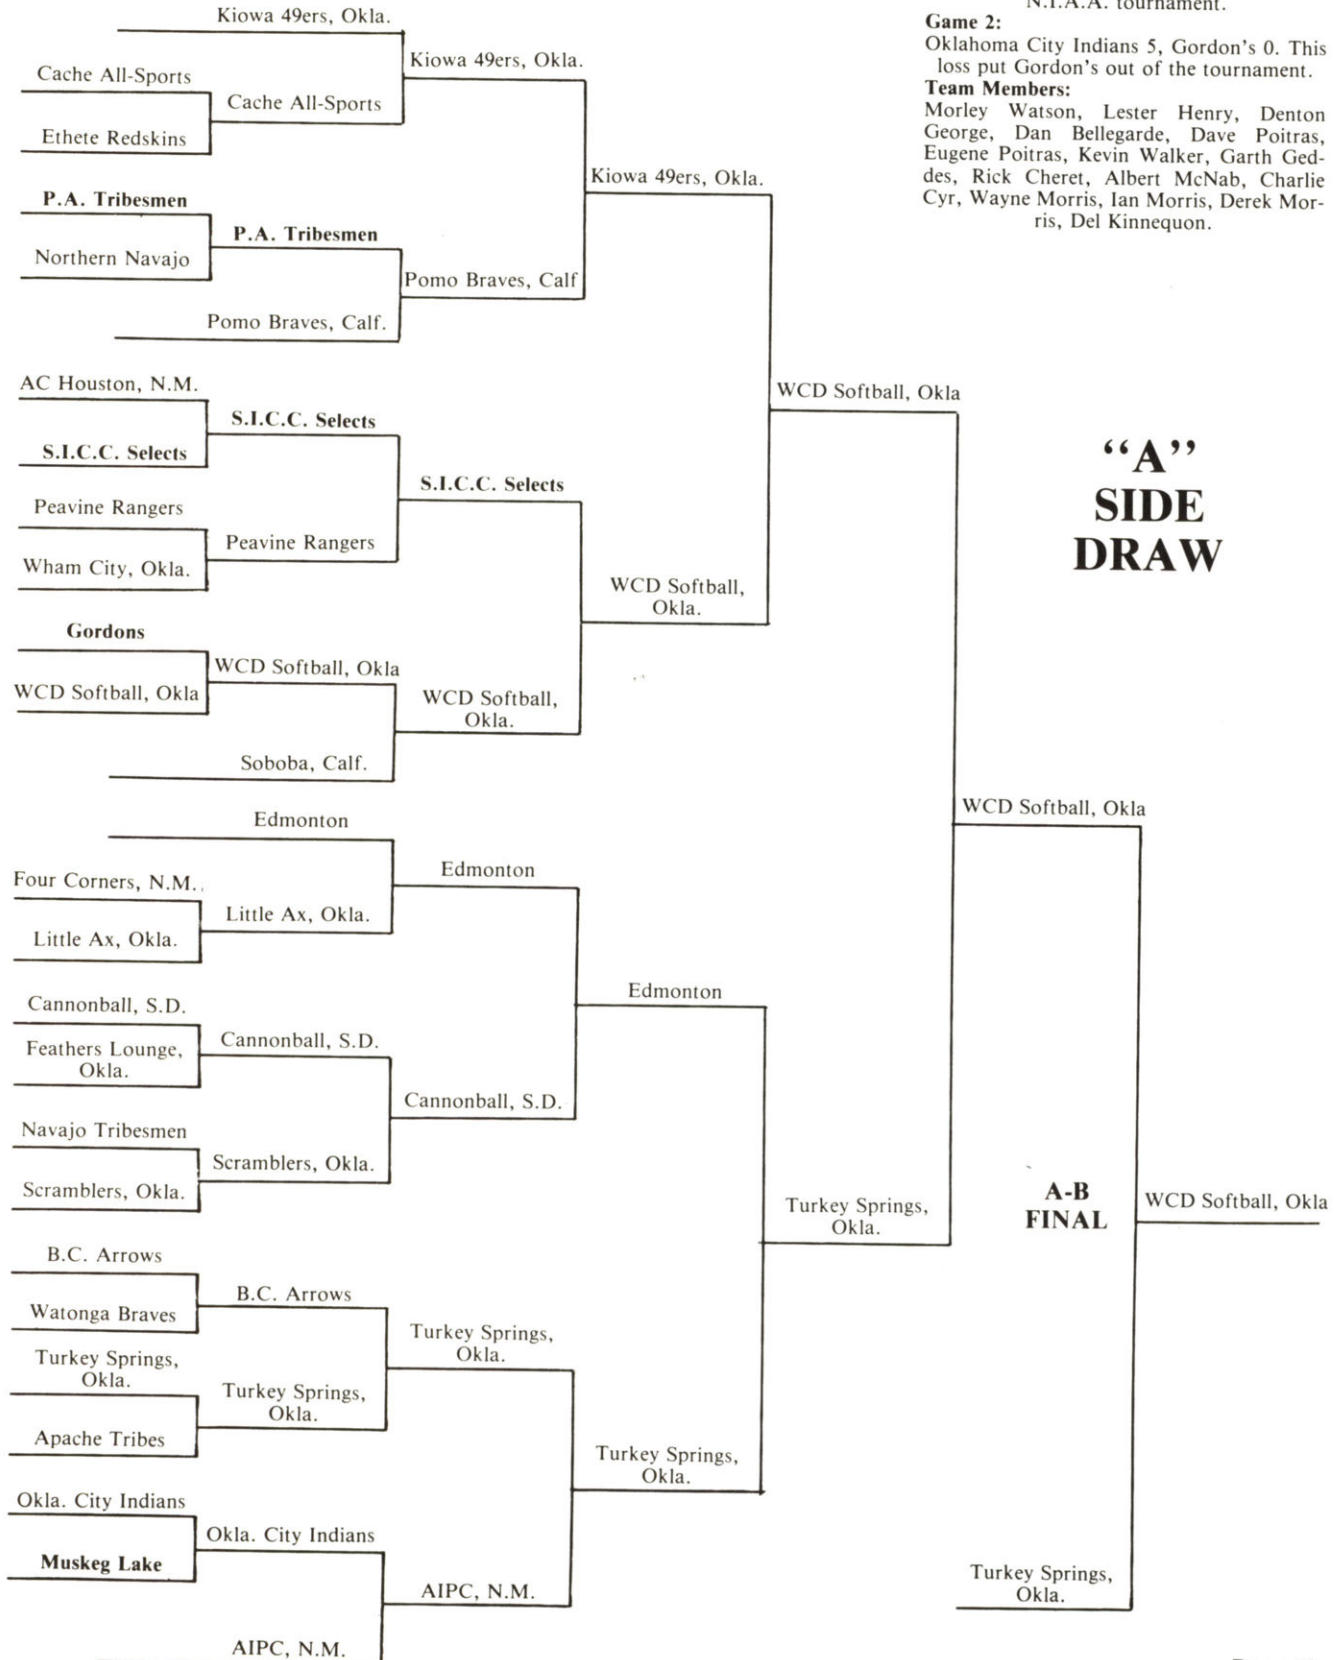 N.I.A.A. tournament.
Game 2:
Oklahoma City Indians 5, Gordon's 0. This
loss put Gordon's out of the tournament.
Team Members:
Morley Watson, Lester Henry, Denton
George, Dan Bellegarde, Dave Poitras,
Eugene Poitras, Kevin Walker, Garth Ged-
des, Rick Cheret, Albert McNab, Charlie
Cyr, Wayne Morris, Ian Morris, Derek Mor-
ris, Del Kinnequon.
"A"
SIDE
DRAW
Kiowa 49ers, Okla.
Cache All-Sports
Ethete Redskins
P.A. Tribesmen
Northern Navajo
Pomo Braves, Calf.
AC Houston, N.M.
S.I.C.C. Selects
Peavine Rangers
Wham City, Okla.
Gordons
WCD Softball, Okla
Soboba, Calf.
Edmonton
Four Corners, N.M.
Little Ax, Okla.
Cannonball, S.D.
Feathers Lounge,
Okla.
Navajo Tribesmen
Scramblers, Okla.
B.C. Arrows
Watonga Braves
Turkey Springs,
Okla.
Apache Tribes
Okla. City Indians
Muskeg Lake
AIPC, N.M.
Cache All-Sports
P.A. Tribesmen
S.I.C.C. Selects
Peavine Rangers
WCD Softball, Okla
Little Ax, Okla.
Cannonball, S.D.
Scramblers, Okla.
B.C. Arrows
Turkey Springs,
Okla.
Okla. City Indians
Kiowa 49ers, Okla.
Pomo Braves, Calf
S.I.C.C. Selects
WCD Softball,
Okla.
Edmonton
Cannonball, S.D.
Turkey Springs,
Okla.
AIPC, N.M.
Kiowa 49ers, Okla.
WCD Softball,
Okla.
Edmonton
Turkey Springs,
Okla.
WCD Softball, Okla
Turkey Springs,
Okla.
WCD Softball, Okla
Turkey Springs,
Okla.
A-B
FINAL
WCD Softball, Okla